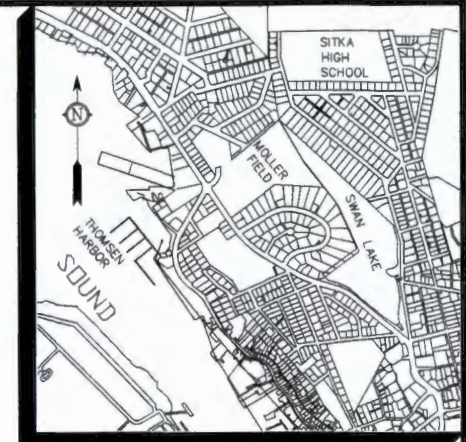 SITKA
HIGH
SCHOOL
N
MOLLER
FIELD
SWAN LAKE
THOMSEN
HARBOR
SOUND